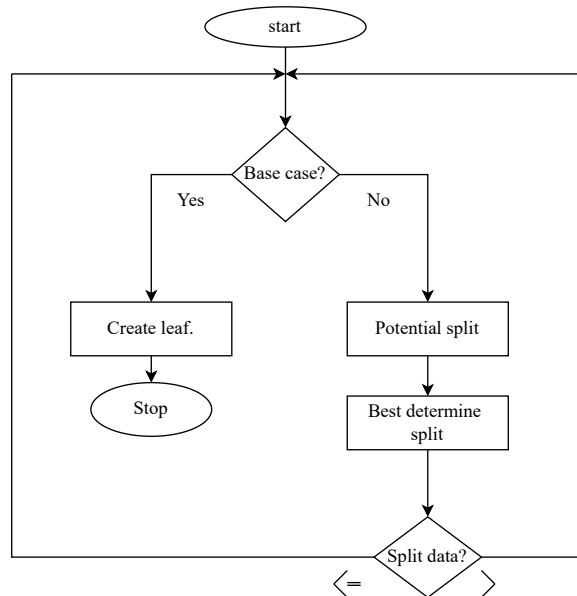 start
Base case?
Yes
No
Create leaf.
Potential split
Stop
Best determine
split
Split data?
<=
>